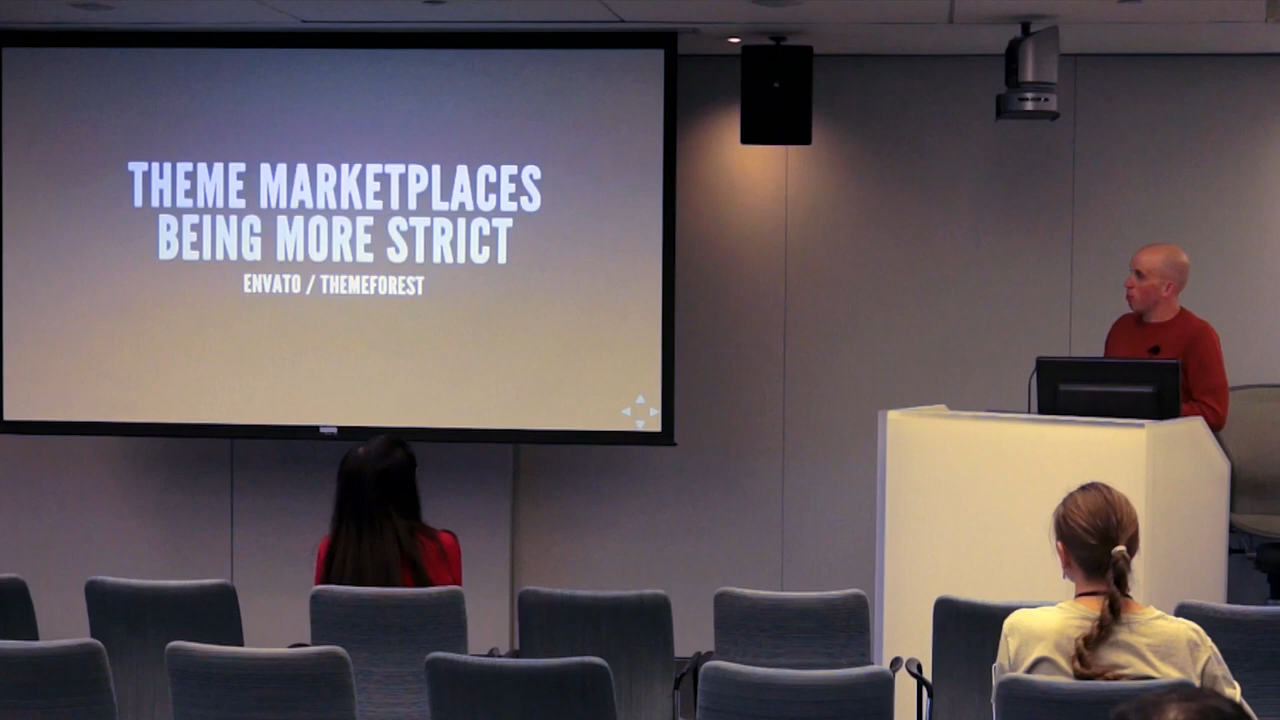 THEME MARKETPLACES
BEING MORE STRICT
ENVATO / THEMEFOREST